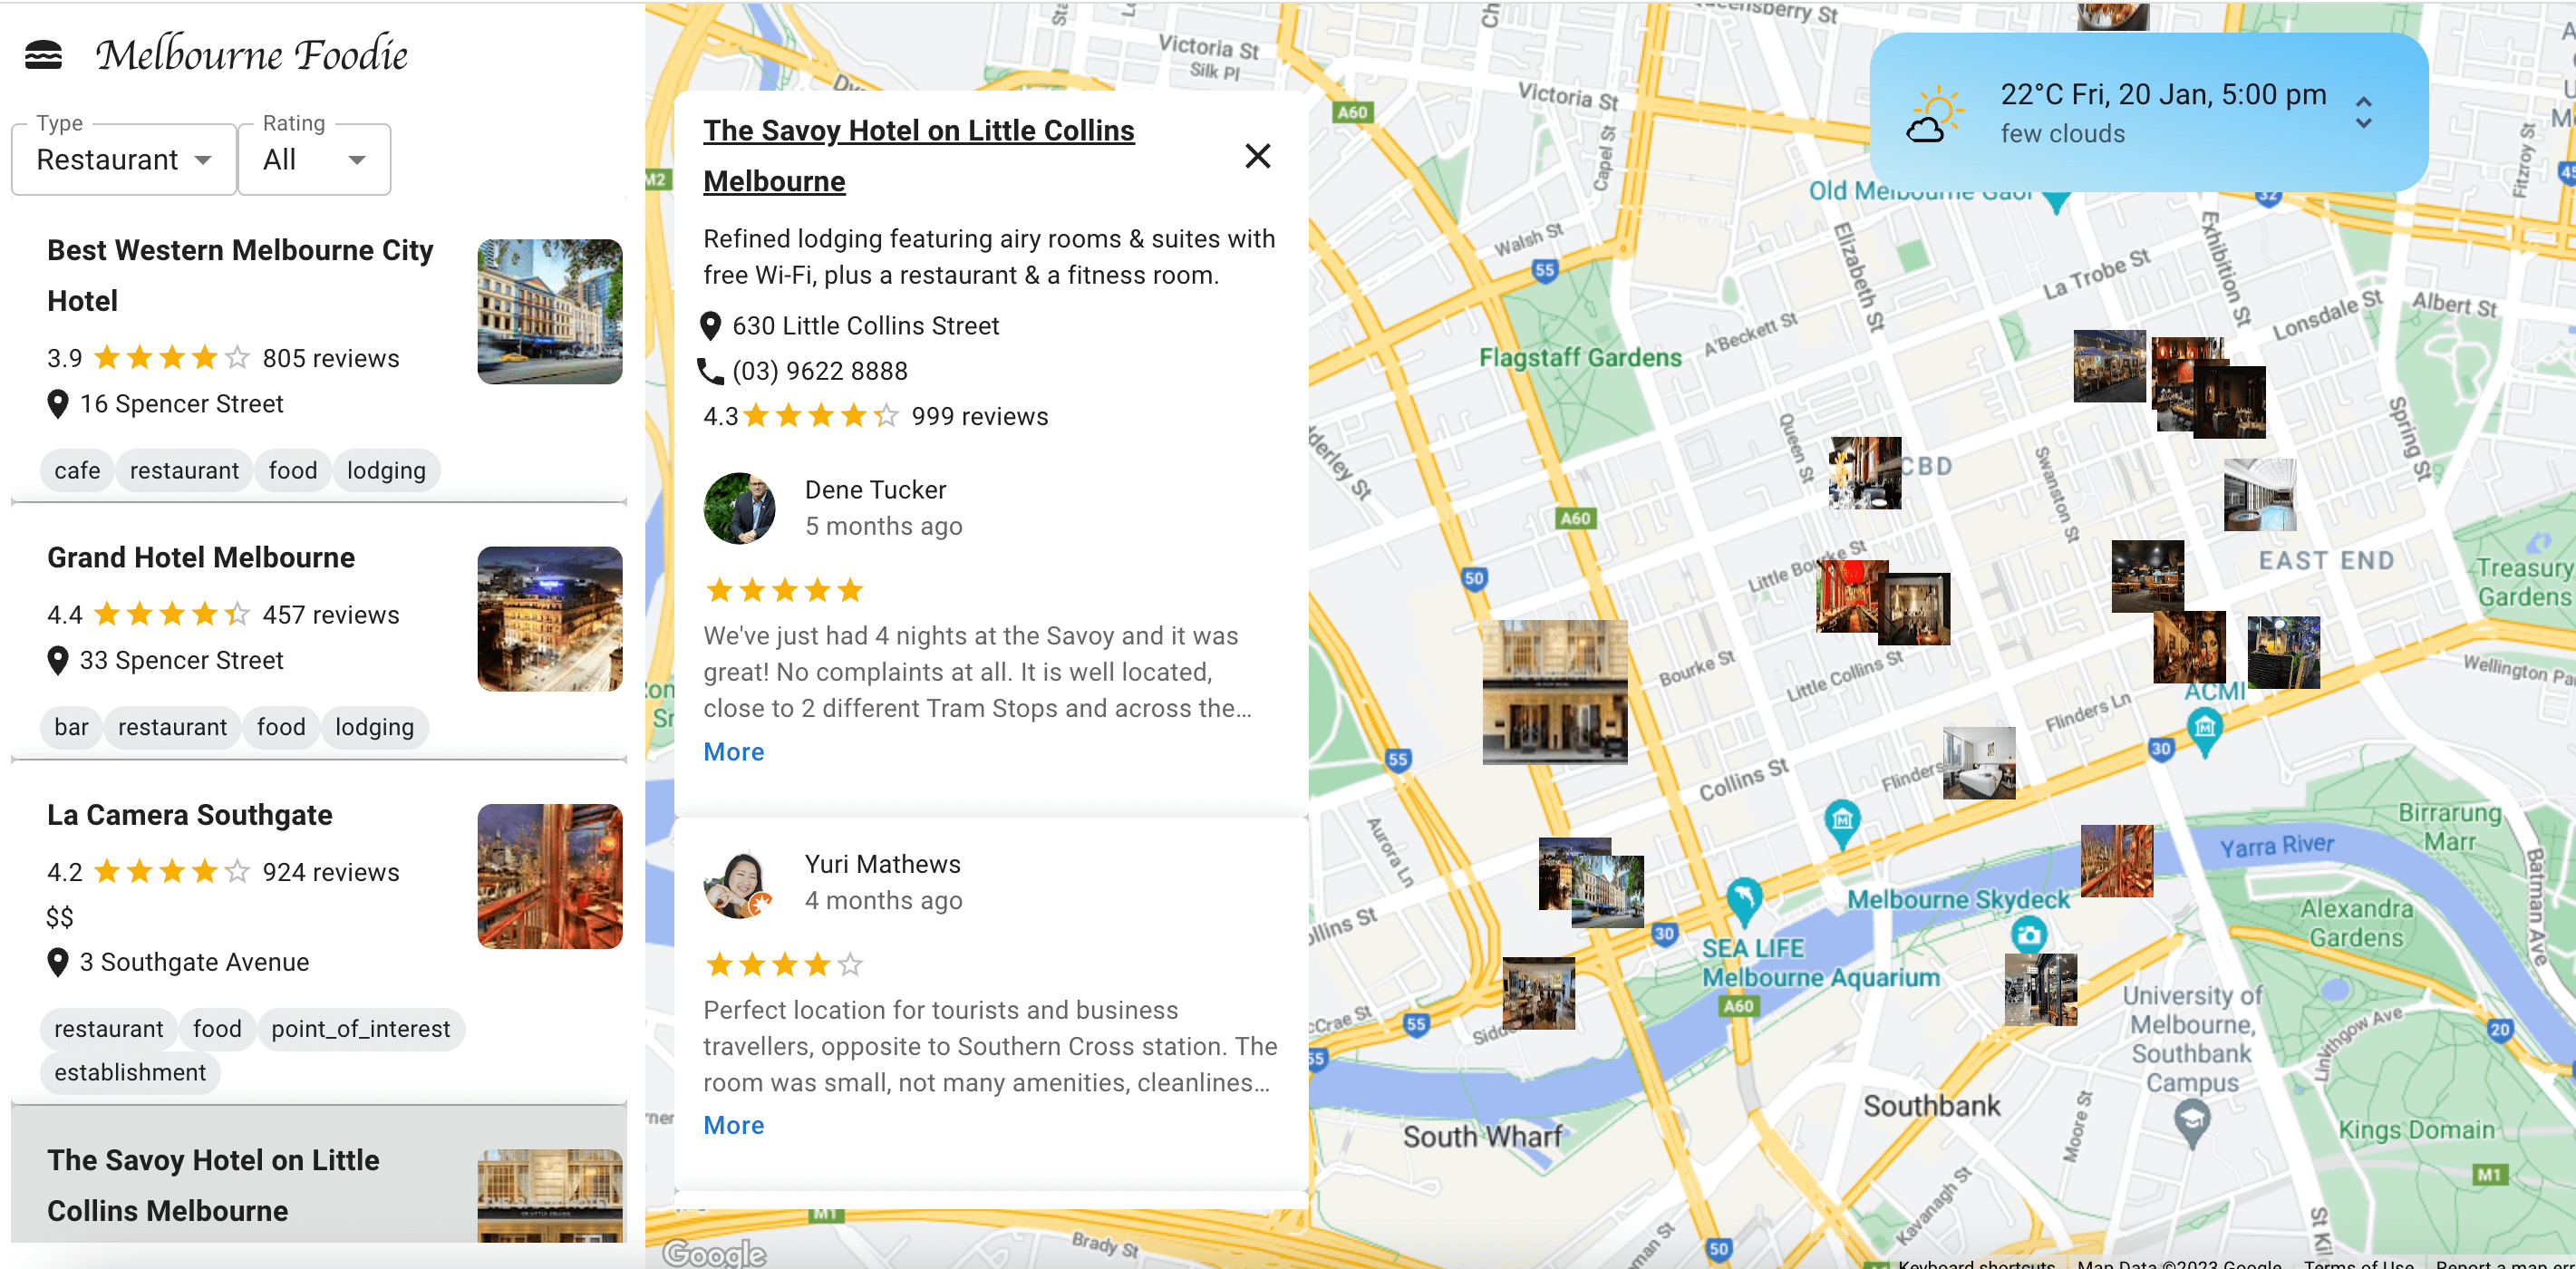 Melbourne Foodie
Type
Restaurant
Rating
All
Best Western Melbourne City
Hotel
3.9
805 reviews
16 Spencer Street
cafe
restaurant
food
lodging
Grand Hotel Melbourne
4.4
457 reviews
33 Spencer Street
bar
restaurant
food
lodging
La Camera Southgate
4.2
924 reviews
$$
3 Southgate Avenue
restaurant
food
point_of_interest
establishment
The Savoy Hotel on Little
Collins Melbourne
The Savoy Hotel on Little Collins
Melbourne
Refined lodging featuring airy rooms & suites with
free Wi-Fi, plus a restaurant & a fitness room.
630 Little Collins Street
(03) 9622 8888
4.3
999 reviews
Dene Tucker
5 months ago
We've just had 4 nights at the Savoy and it was
great! No complaints at all. It is well located,
close to 2 different Tram Stops and across the…
More
Yuri Mathews
4 months ago
Perfect location for tourists and business
travellers, opposite to Southern Cross station. The
room was small, not many amenities, cleanlines…
More
22°C Fri, 20 Jan, 5:00 pm
few clouds
Victoria St
Silk Pl
Victoria St
A60
M2
Capel St
Walsh St
55
Old Melbourne Gaol
32
Fitzroy St
45
Elizabeth St
Exhibition St
La Trobe St
Lonsdale St
Albert St
A'Beckett St
Flagstaff Gardens
Spring St
Queen St
CBD
Swanston St
A60
EAST END
Treasury
Gardens
50
Little Bourke St
Bourke St
Little Collins St
Wellington Pa
ACMI
Flinders Ln
30
55
Collins St
Flinders
Birrarung
Marr
Yarra River
Batman Ave
Aurora Ln
Melbourne Skydeck
Alexandra
Gardens
30
SEA LIFE
Melbourne Aquarium
A60
55
University of
Melbourne,
Southbank
Campus
Linlithgow Ave
20
55
Southbank
South Wharf
Moore St
Kings Domain
M1
Kavanagh St
M1
Brady St
50
Google
Keyboard shortcuts
Map Data ©2023 Google
Terms of Use
Report a map er